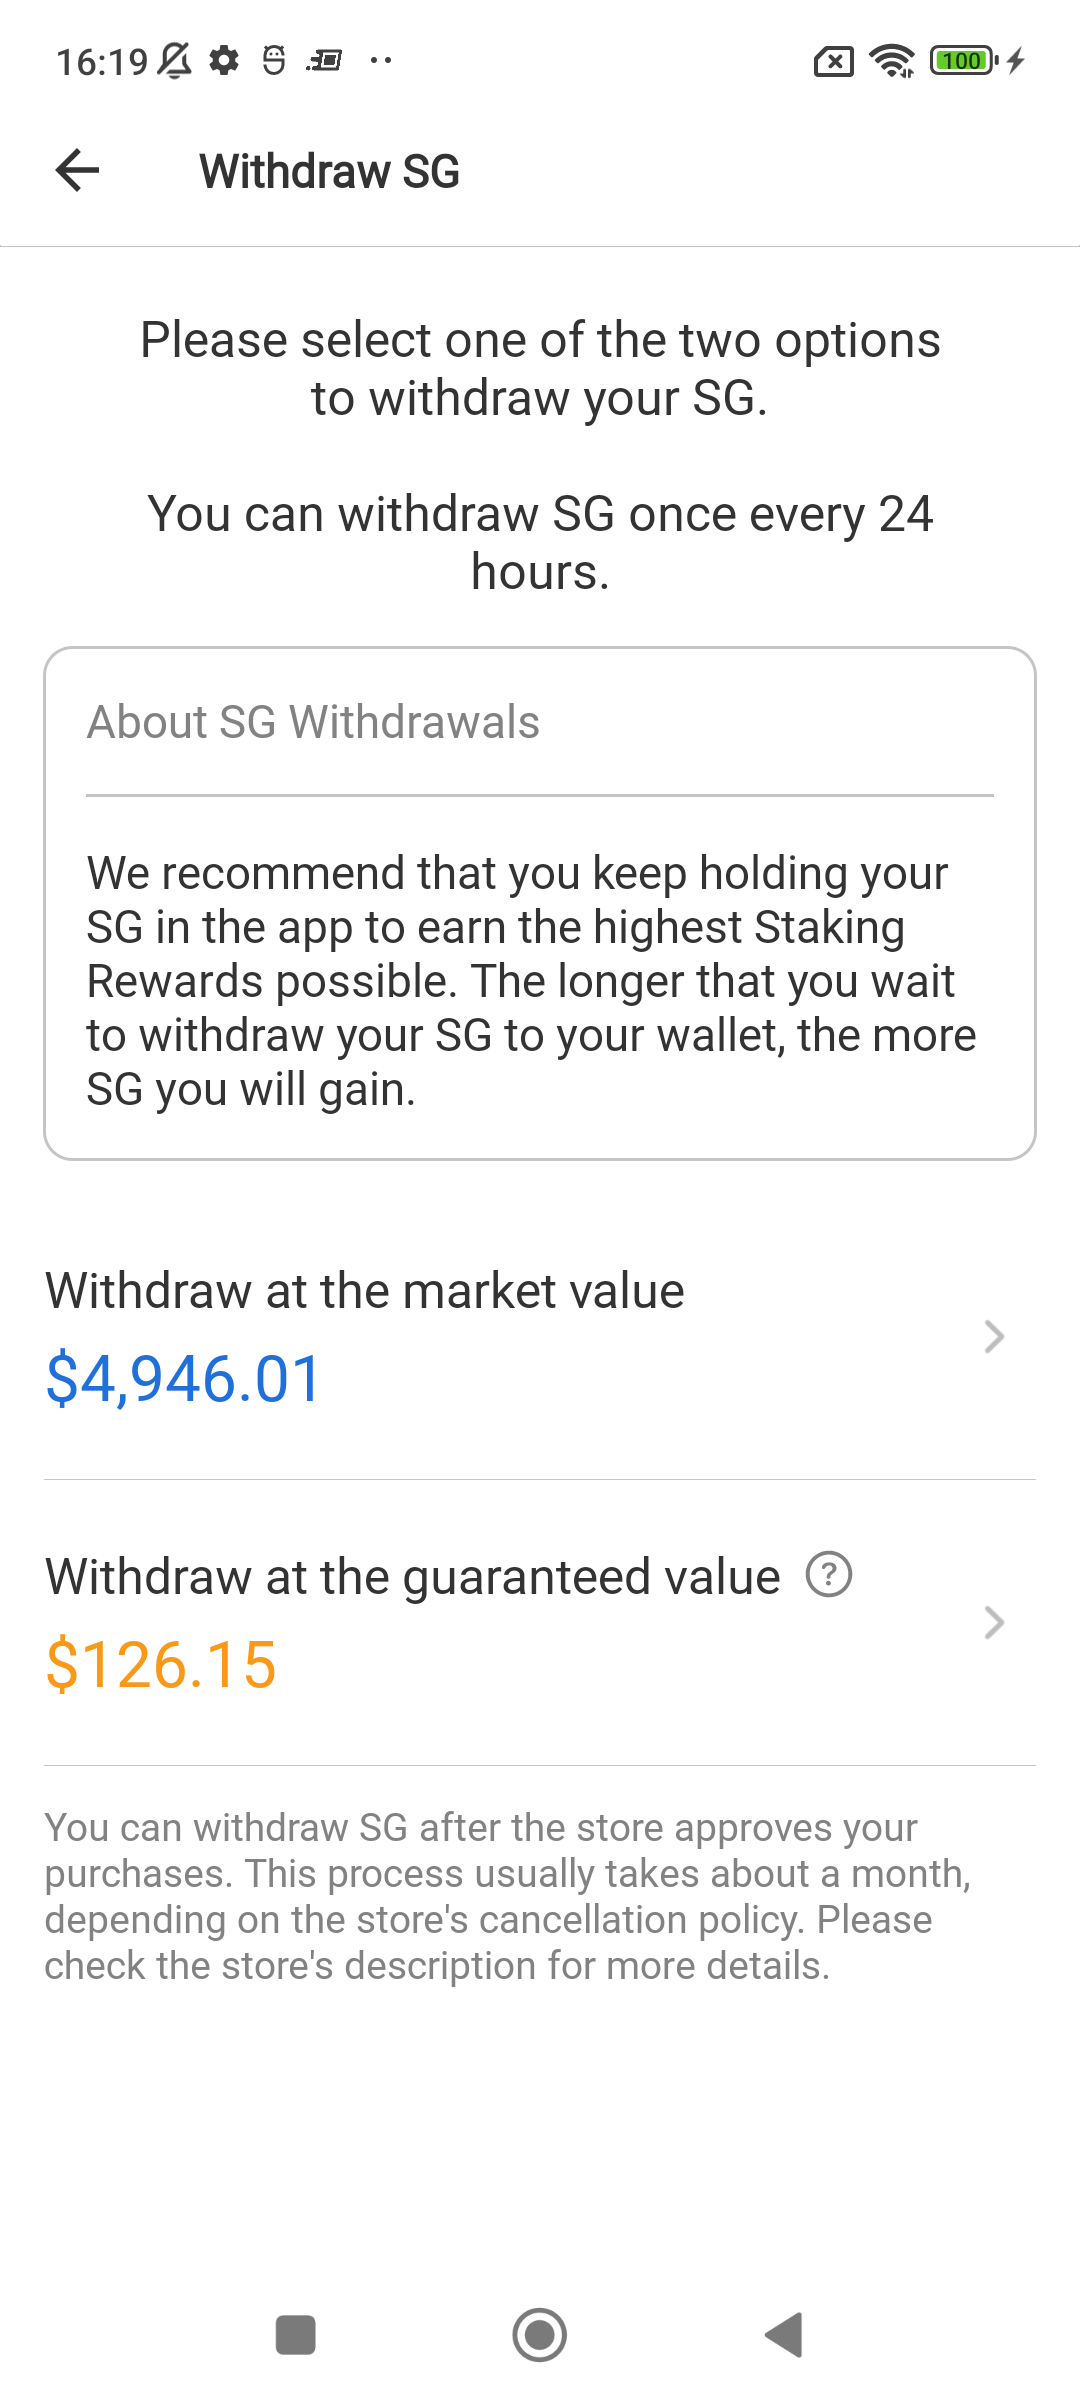 16:19
100
Withdraw SG
Please select one of the two options
to withdraw your SG.
You can withdraw SG once every 24
hours.
About SG Withdrawals
We recommend that you keep holding your
SG in the app to earn the highest Staking
Rewards possible. The longer that you wait
to withdraw your SG to your wallet, the more
SG you will gain.
Withdraw at the market value
$4,946.01
Withdraw at the guaranteed value ?
$126.15
You can withdraw SG after the store approves your
purchases. This process usually takes about a month,
depending on the store's cancellation policy. Please
check the store's description for more details.